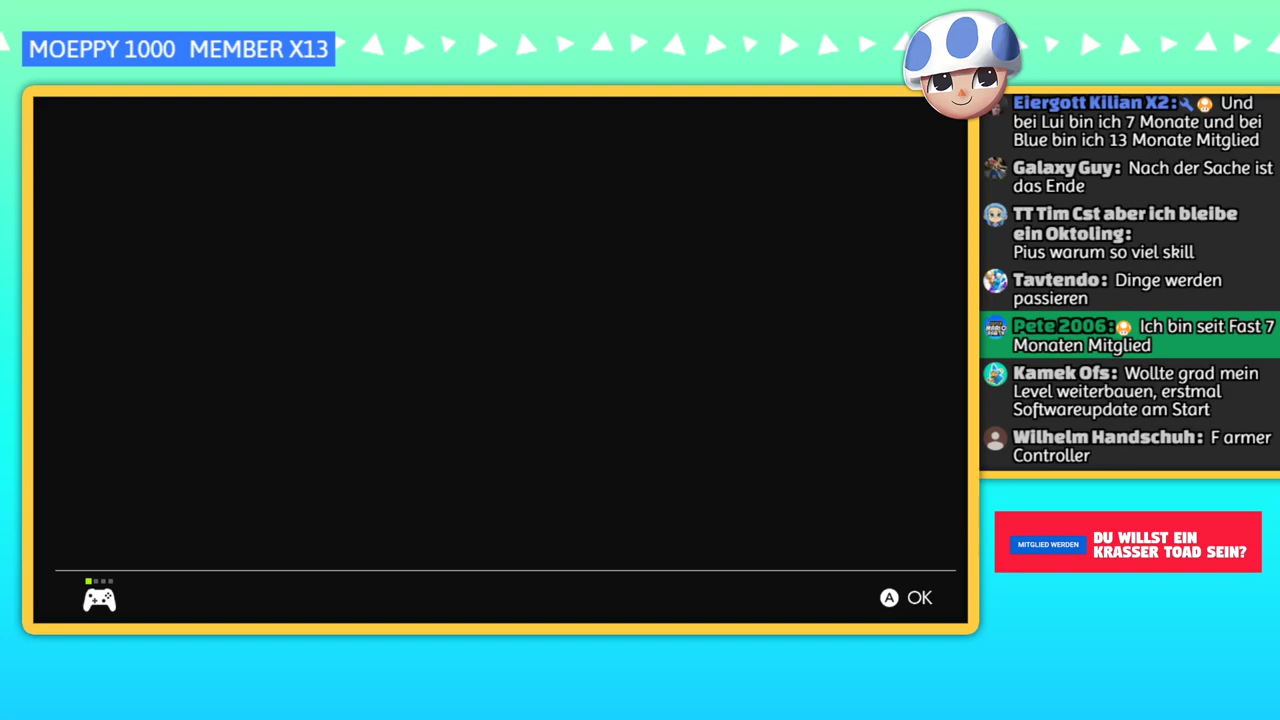 MOEPPY 1000 MEMBER X13
Eiergott Kilian X2: Und
bei Lui bin ich 7 Monate und bei
Blue bin ich 13 Monate Mitglied
Galaxy Guy: Nach der Sache ist
das Ende
TT Tim Cst aber ich bleibe
ein Oktoling:
Pius warum so viel skill
Tavtendo: Dinge werden
passieren
Pete 2006: Ich bin seit Fast 7
Monaten Mitglied
Kamek Ofs: Wollte grad mein
Level weiterbauen, erstmal
Softwareupdate am Start
Wilhelm Handschuh: F armer
Controller
MITGLIED WERDEN
DU WILLST EIN
KRASSER TOAD SEIN?
A OK